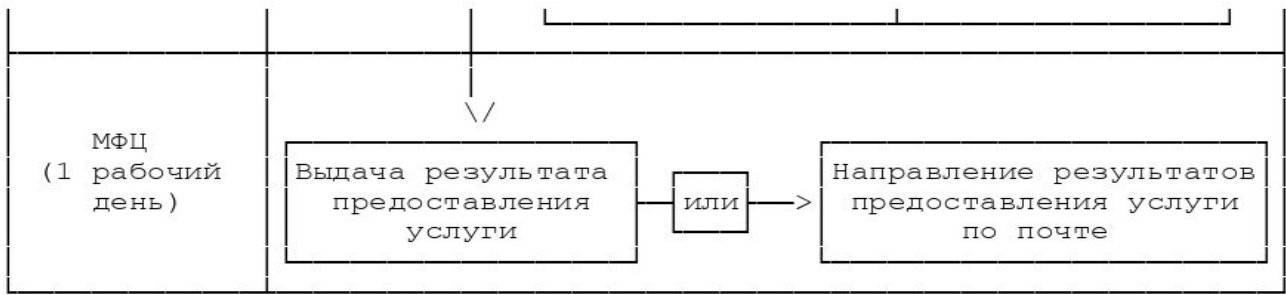 МФЦ
(1 рабочий
день)
Выдача результата
предоставления
услуги
или
Направление результатов
предоставления услуги
по почте